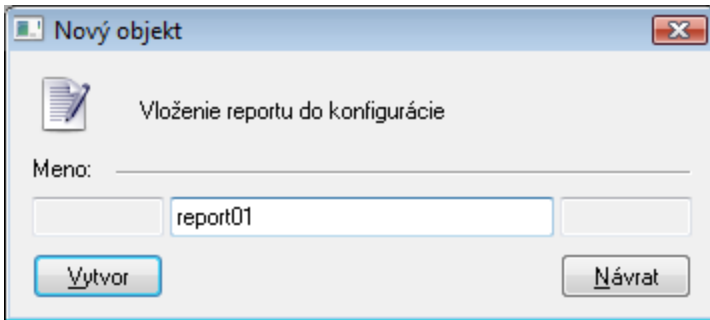 Nový objekt
Vloženie reportu do konfigurácie
Meno:
report01
Vytvor Návrat